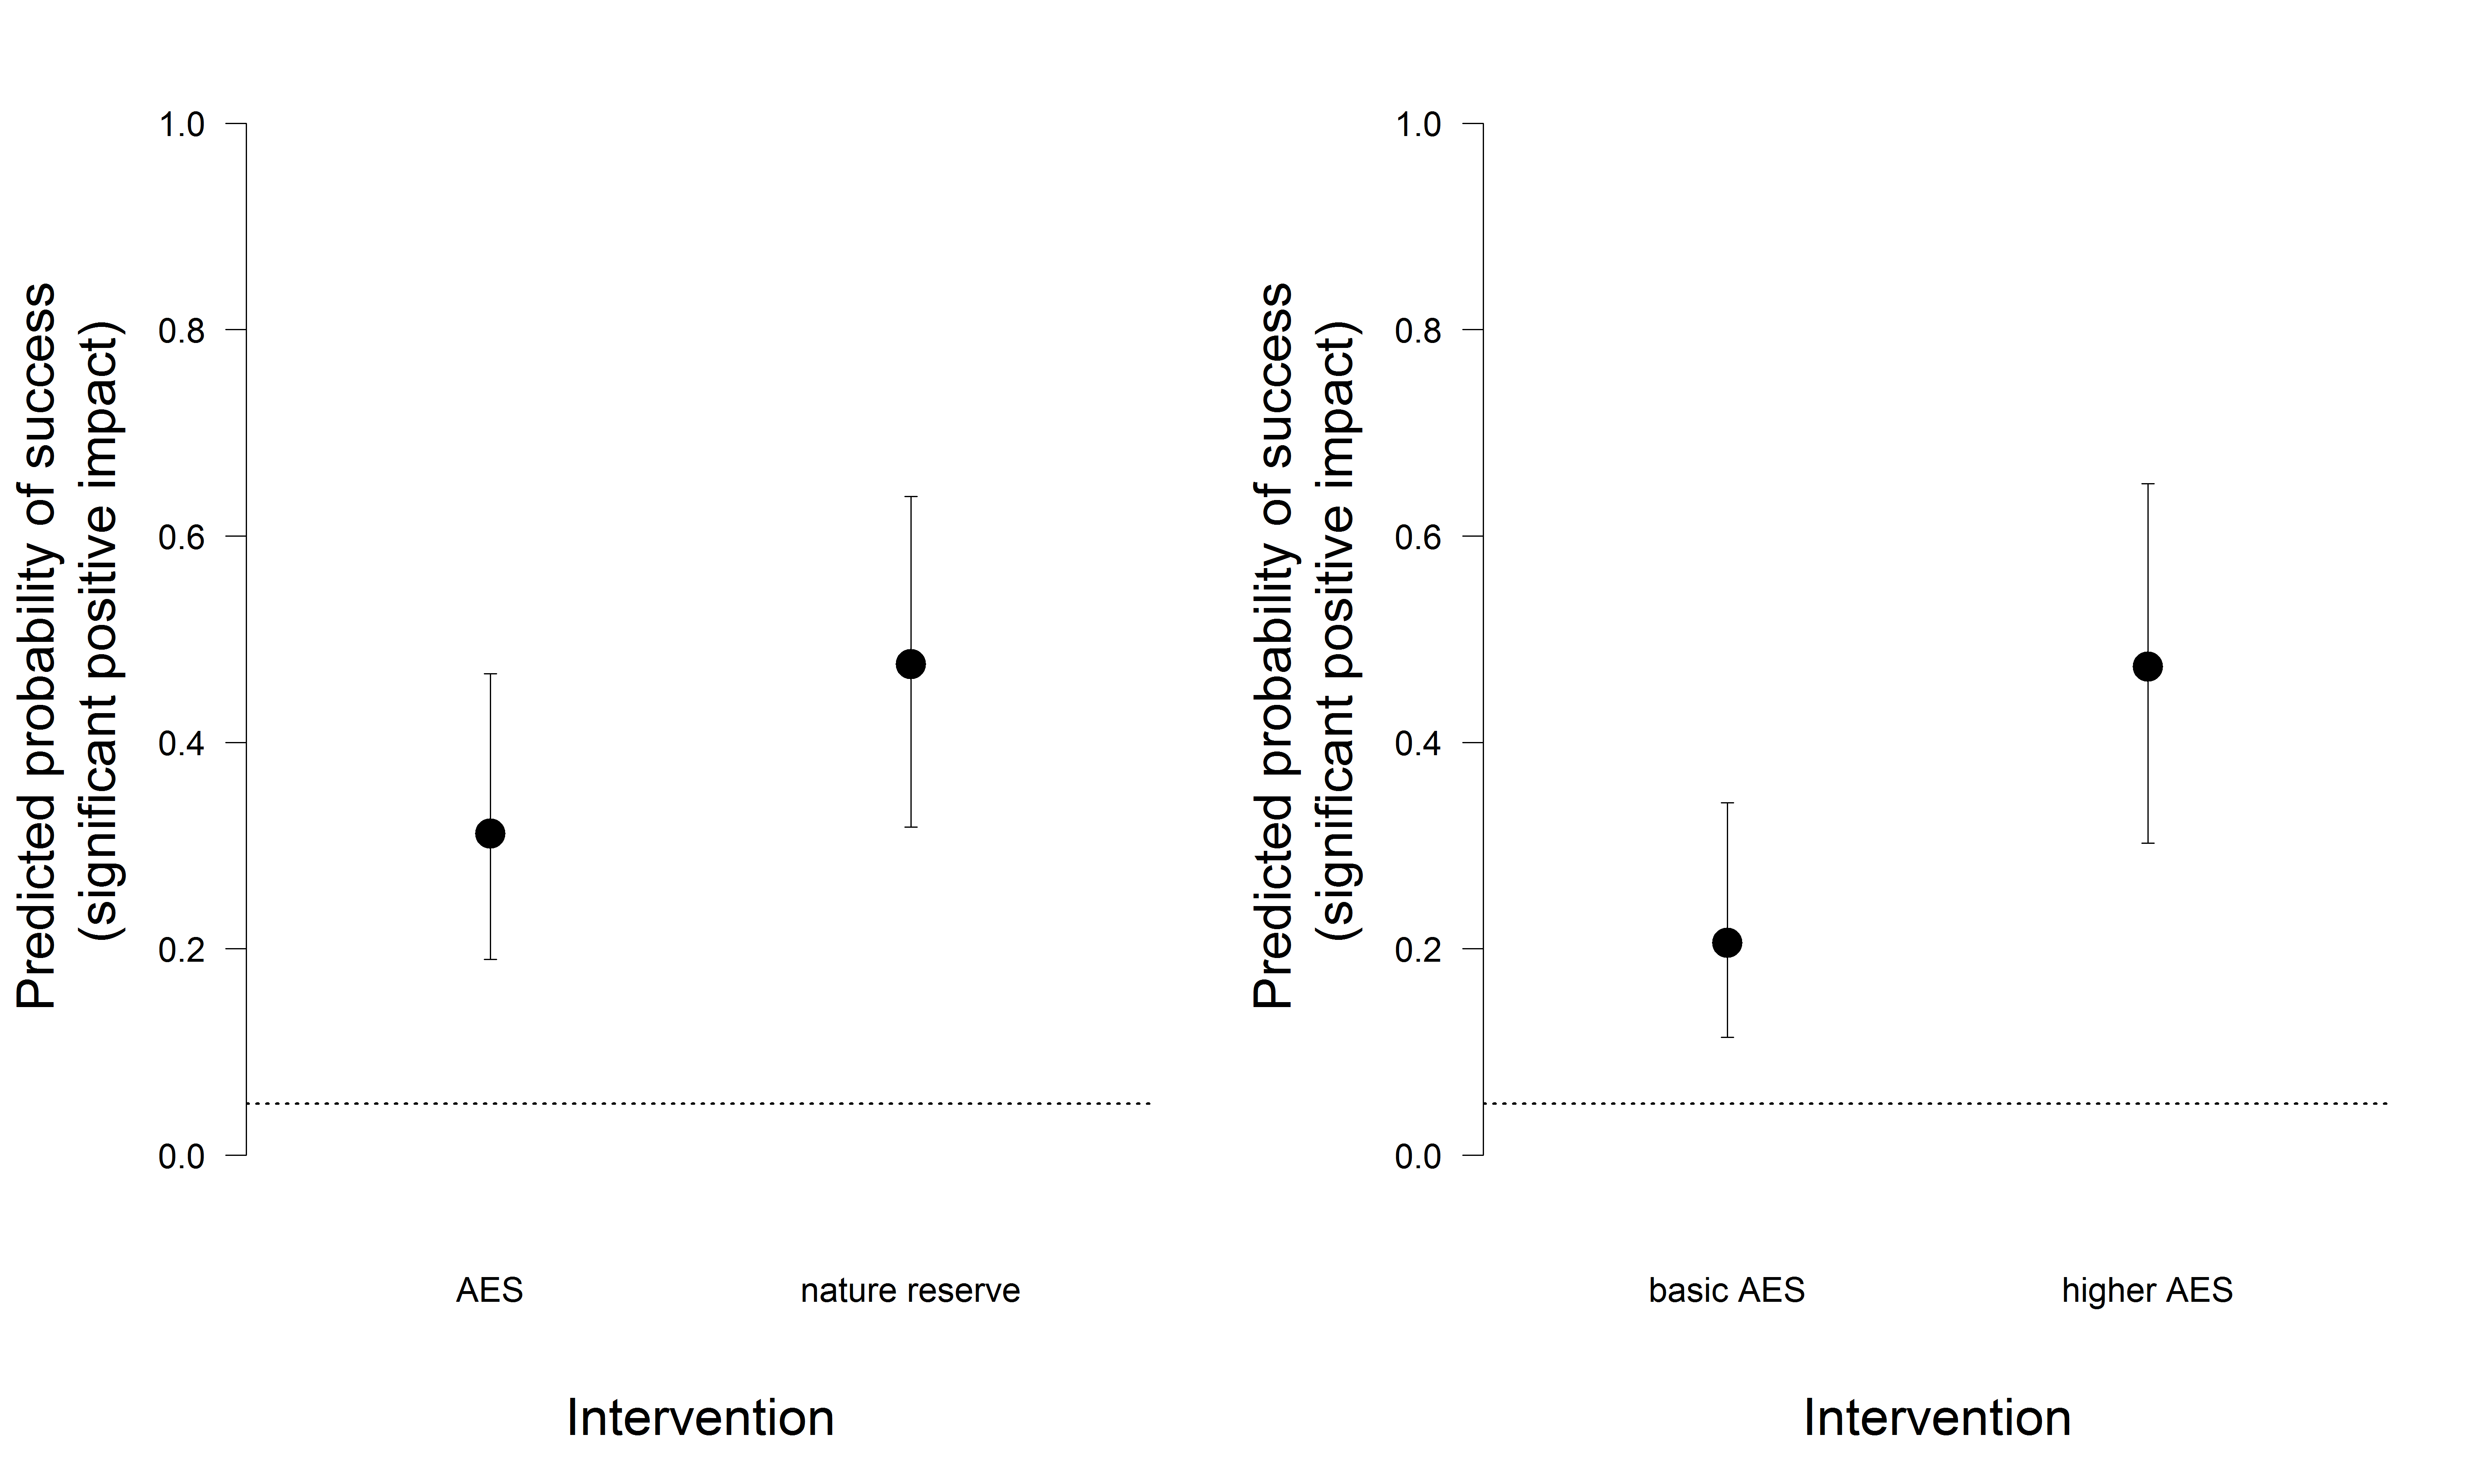 Predicted probability of success
(significant positive impact)
1.0
0.8
0.6
0.4
0.2
0.0
AES
nature reserve
Intervention
Predicted probability of success
(significant positive impact)
1.0
0.8
0.6
0.4
0.2
0.0
basic AES
higher AES
Intervention